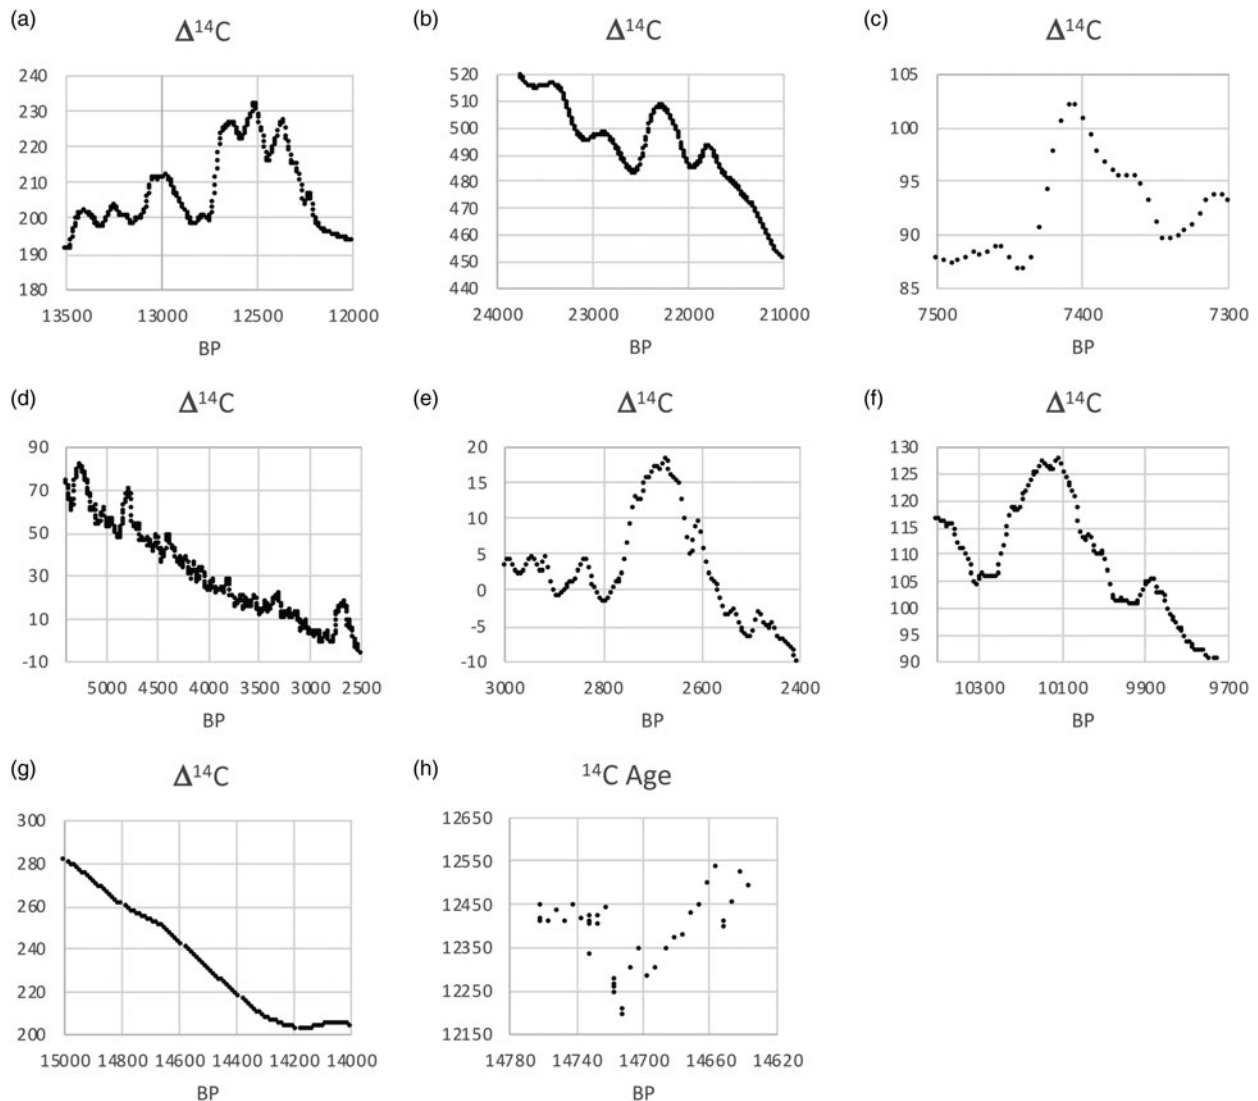 (a)
Δ¹⁴C
240
230
220
210
200
190
180
13500 13000 12500 12000
BP
(b)
Δ¹⁴C
520
510
500
490
480
470
460
450
440
24000 23000 22000 21000
BP
(c)
Δ¹⁴C
105
100
95
90
85
7500 7400 7300
BP
(d)
Δ¹⁴C
90
70
50
30
10
-10
5000 4500 4000 3500 3000 2500
BP
(e)
Δ¹⁴C
20
15
10
5
0
-5
-10
3000 2800 2600 2400
BP
(f)
Δ¹⁴C
130
125
120
115
110
105
100
95
90
10300 10100 9900 9700
BP
(g)
Δ¹⁴C
300
280
260
240
220
200
15000 14800 14600 14400 14200 14000
BP
(h)
¹⁴C Age
12650
12550
12450
12350
12250
12150
14780 14740 14700 14660 14620
BP